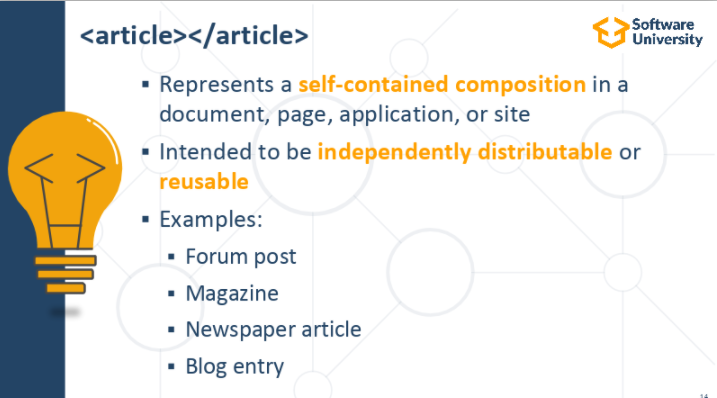 <article></article>
Software
University
▪ Represents a self-contained composition in a
document, page, application, or site
▪ Intended to be independently distributable or
reusable
▪ Examples:
▪ Forum post
▪ Magazine
▪ Newspaper article
▪ Blog entry
14